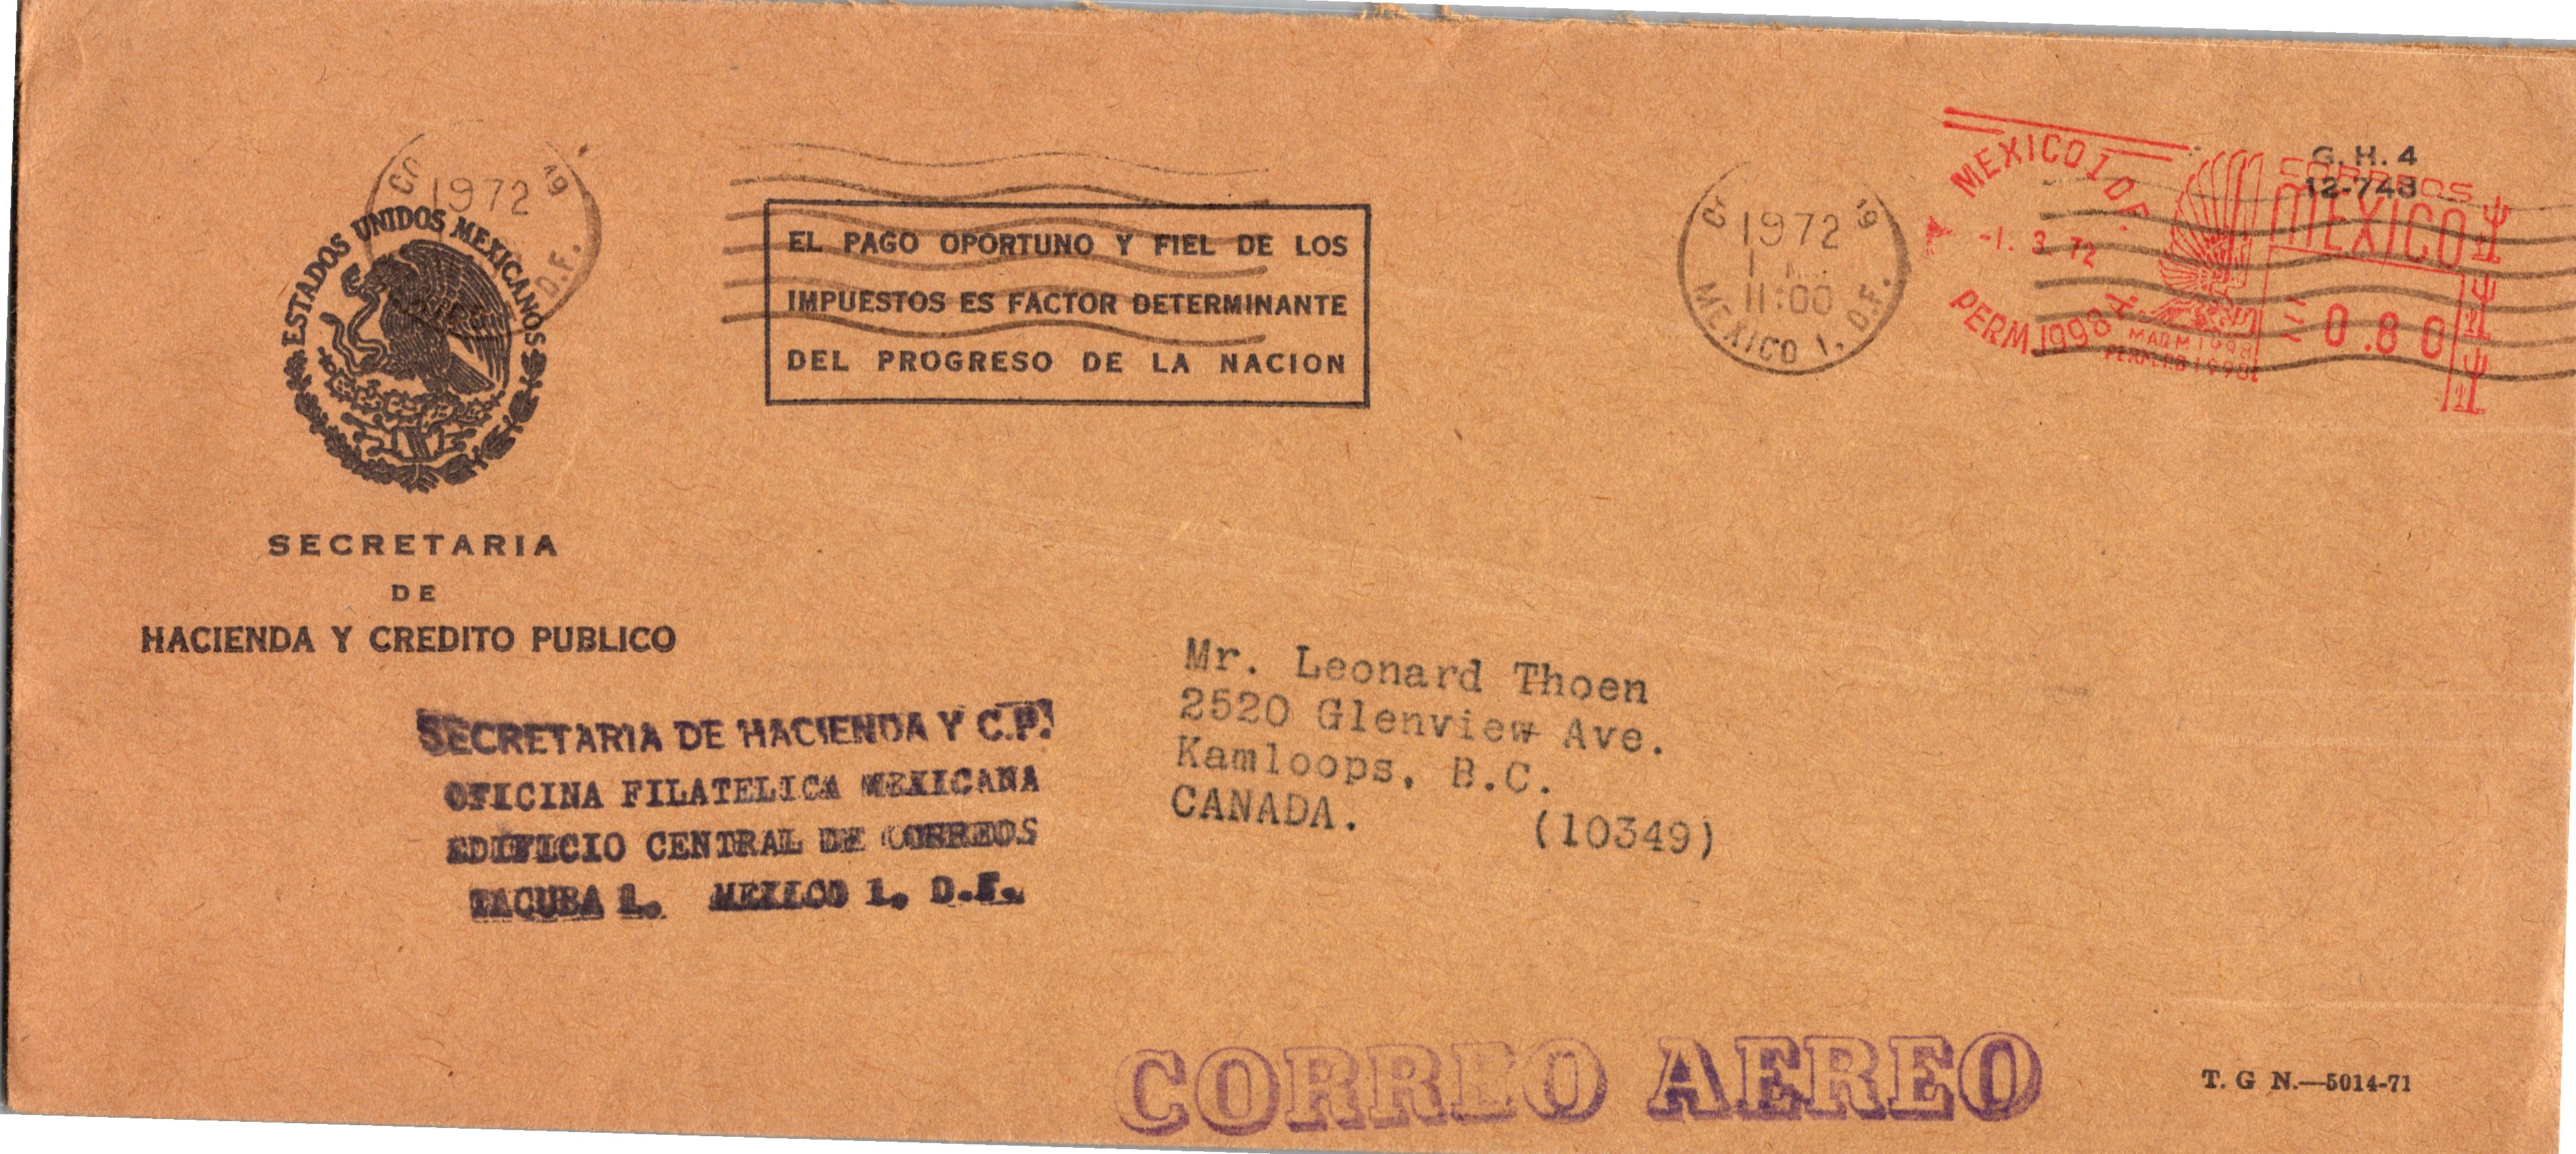 1972
D.F.
ESTADOS UNIDOS MEXICANOS
SECRETARIA
DE
HACIENDA Y CREDITO PUBLICO
EL PAGO OPORTUNO Y FIEL DE LOS
IMPUESTOS ES FACTOR DETERMINANTE
DEL PROGRESO DE LA NACION
1972
11:00
MEXICO 1, D.F.
MEXICO 1 D.F.
-1. 3. 72
PERM 1998
G. H. 4
12-743
CORREOS
MEXICO
0.80
SECRETARIA DE HACIENDA Y C.P.
OFICINA FILATELICA MEXICANA
EDIFICIO CENTRAL DE CORREOS
TACUBA 1. MEXICO 1. D.F.
Mr. Leonard Thoen
2520 Glenview Ave.
Kamloops, B.C.
CANADA. (10349)
CORREO AEREO
T. G N.—5014-71